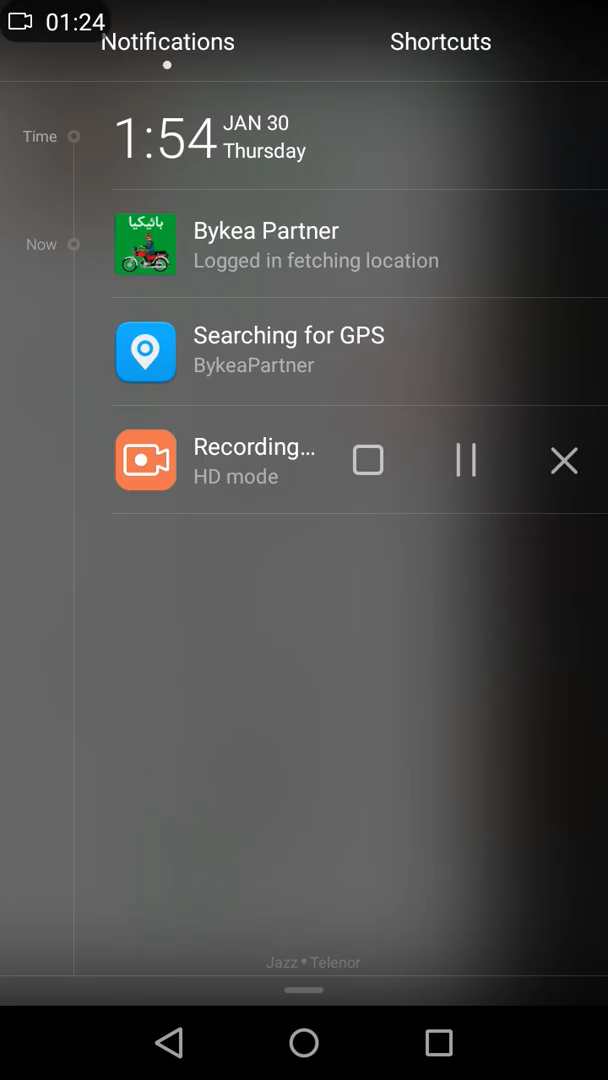 01:24
Notifications
Shortcuts
Time
1:54
JAN 30
Thursday
Now
بائیکیا
Bykea Partner
Logged in fetching location
Searching for GPS
BykeaPartner
Recording...
HD mode
Jazz • Telenor